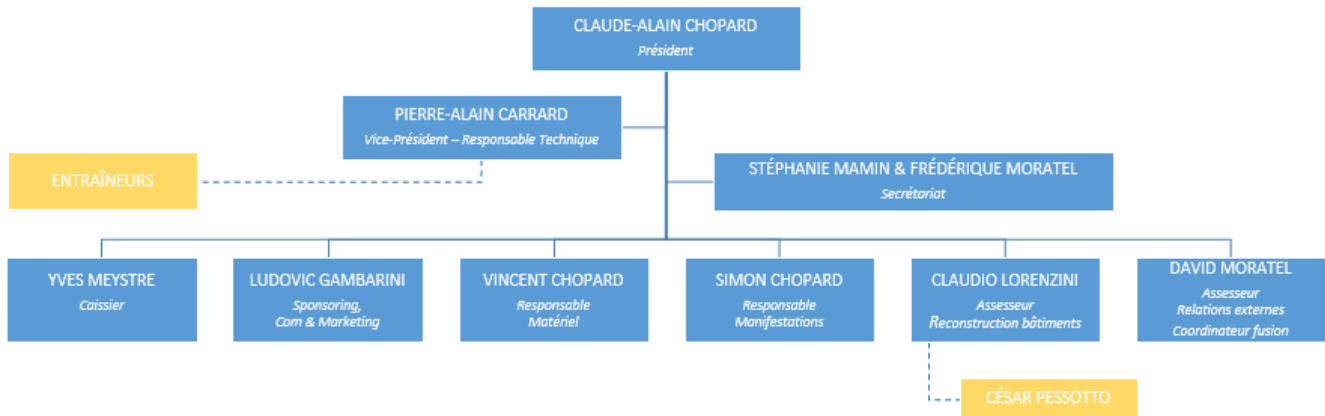 CLAUDE-ALAIN CHOPARD
Président
PIERRE-ALAIN CARRARD
Vice-Président – Responsable Technique
ENTRAÎNEURS
STÉPHANIE MAMIN & FRÉDÉRIQUE MORATEL
Secrétariat
YVES MEYSTRE
Caissier
LUDOVIC GAMBARINI
Sponsoring,
Com & Marketing
VINCENT CHOPARD
Responsable
Matériel
SIMON CHOPARD
Responsable
Manifestations
CLAUDIO LORENZINI
Assesseur
Reconstruction bâtiments
DAVID MORATEL
Assesseur
Relations externes
Coordinateur fusion
CÉSAR PESSOTTO